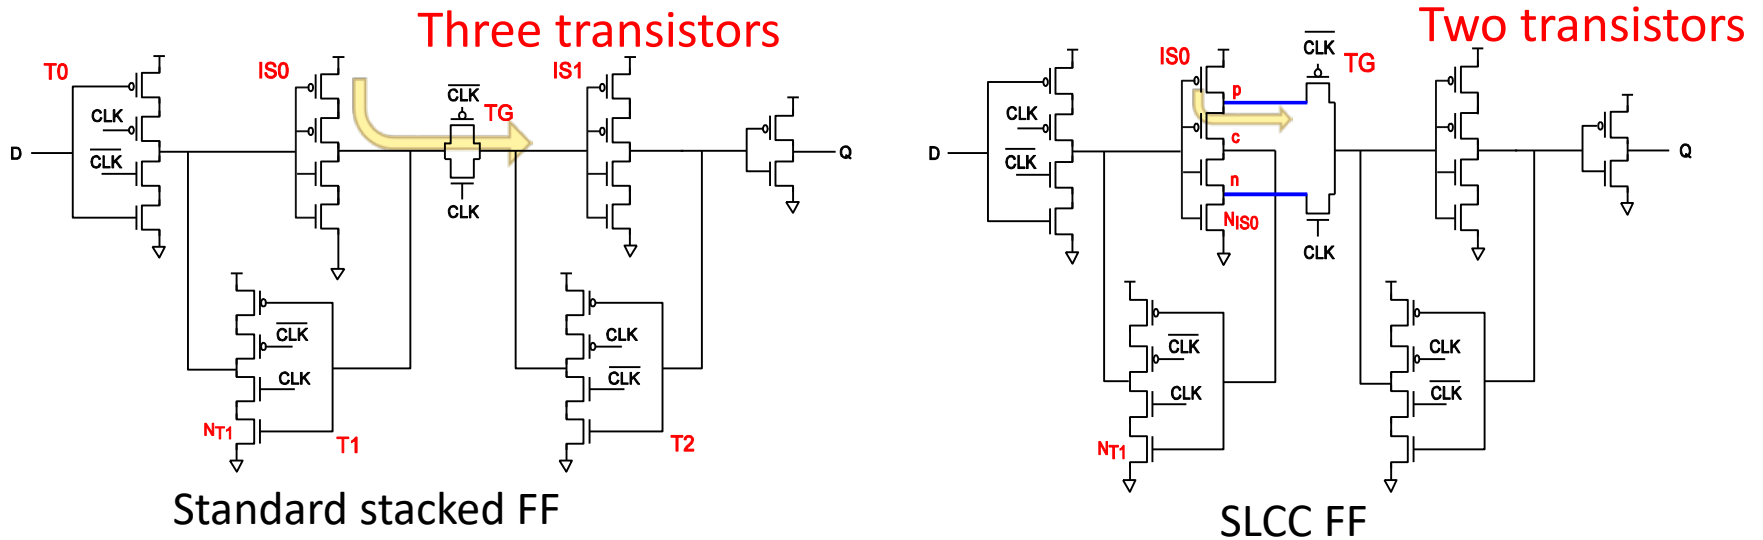 Three transistors
T0
IS0
CLK
TG
IS1
CLK
CLK
D
CLK
Q
CLK
CLK
CLK
NT1
T1
CLK
CLK
T2
Standard stacked FF
Two transistors
IS0
CLK
TG
p
CLK
c
D
CLK
n
Q
NIS0
CLK
CLK
CLK
NT1
CLK
CLK
SLCC FF